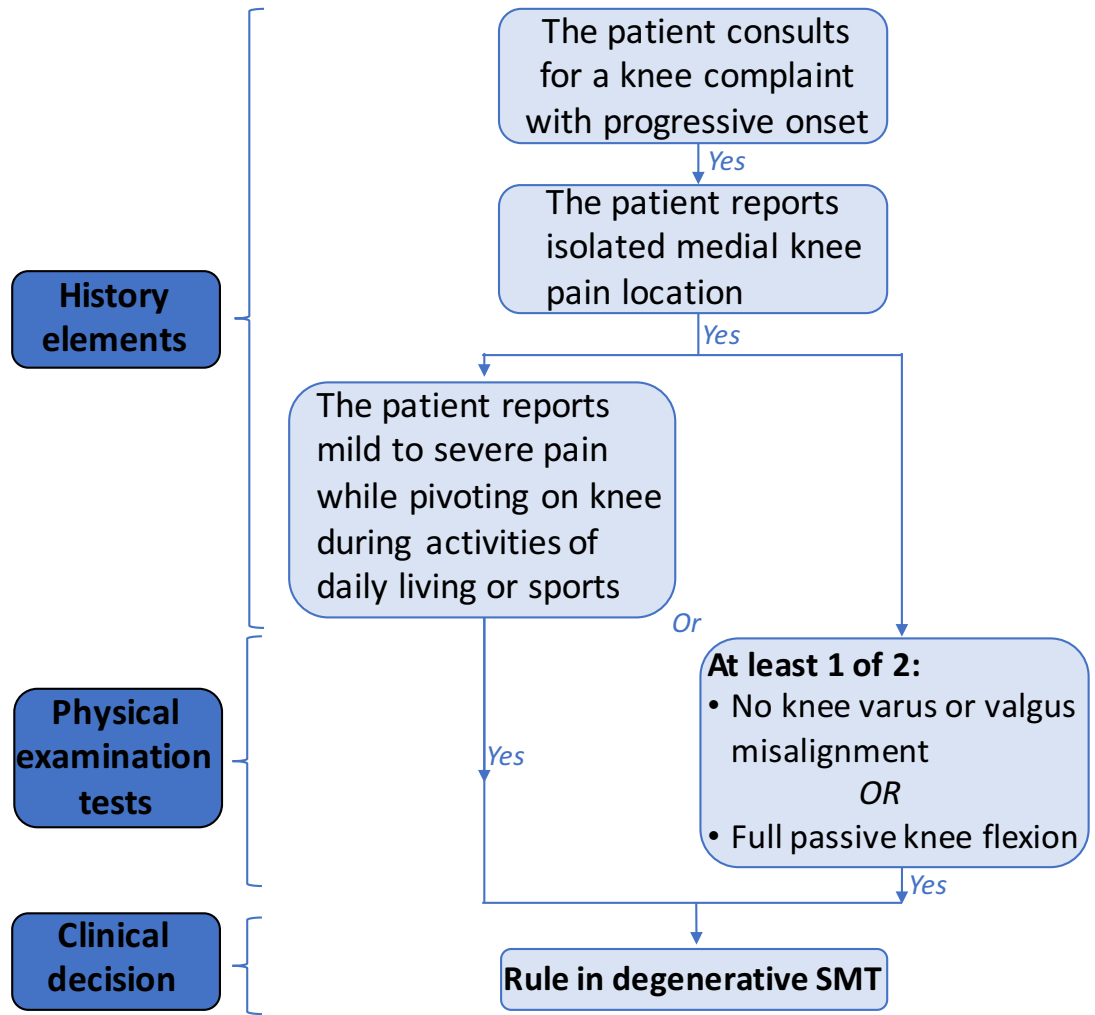 The patient consults
for a knee complaint
with progressive onset
Yes
The patient reports
isolated medial knee
pain location
Yes
History
elements
The patient reports
mild to severe pain
while pivoting on knee
during activities of
daily living or sports
Or
At least 1 of 2:
• No knee varus or valgus
misalignment
OR
• Full passive knee flexion
Physical
examination
tests
Yes
Yes
Clinical
decision
Rule in degenerative SMT